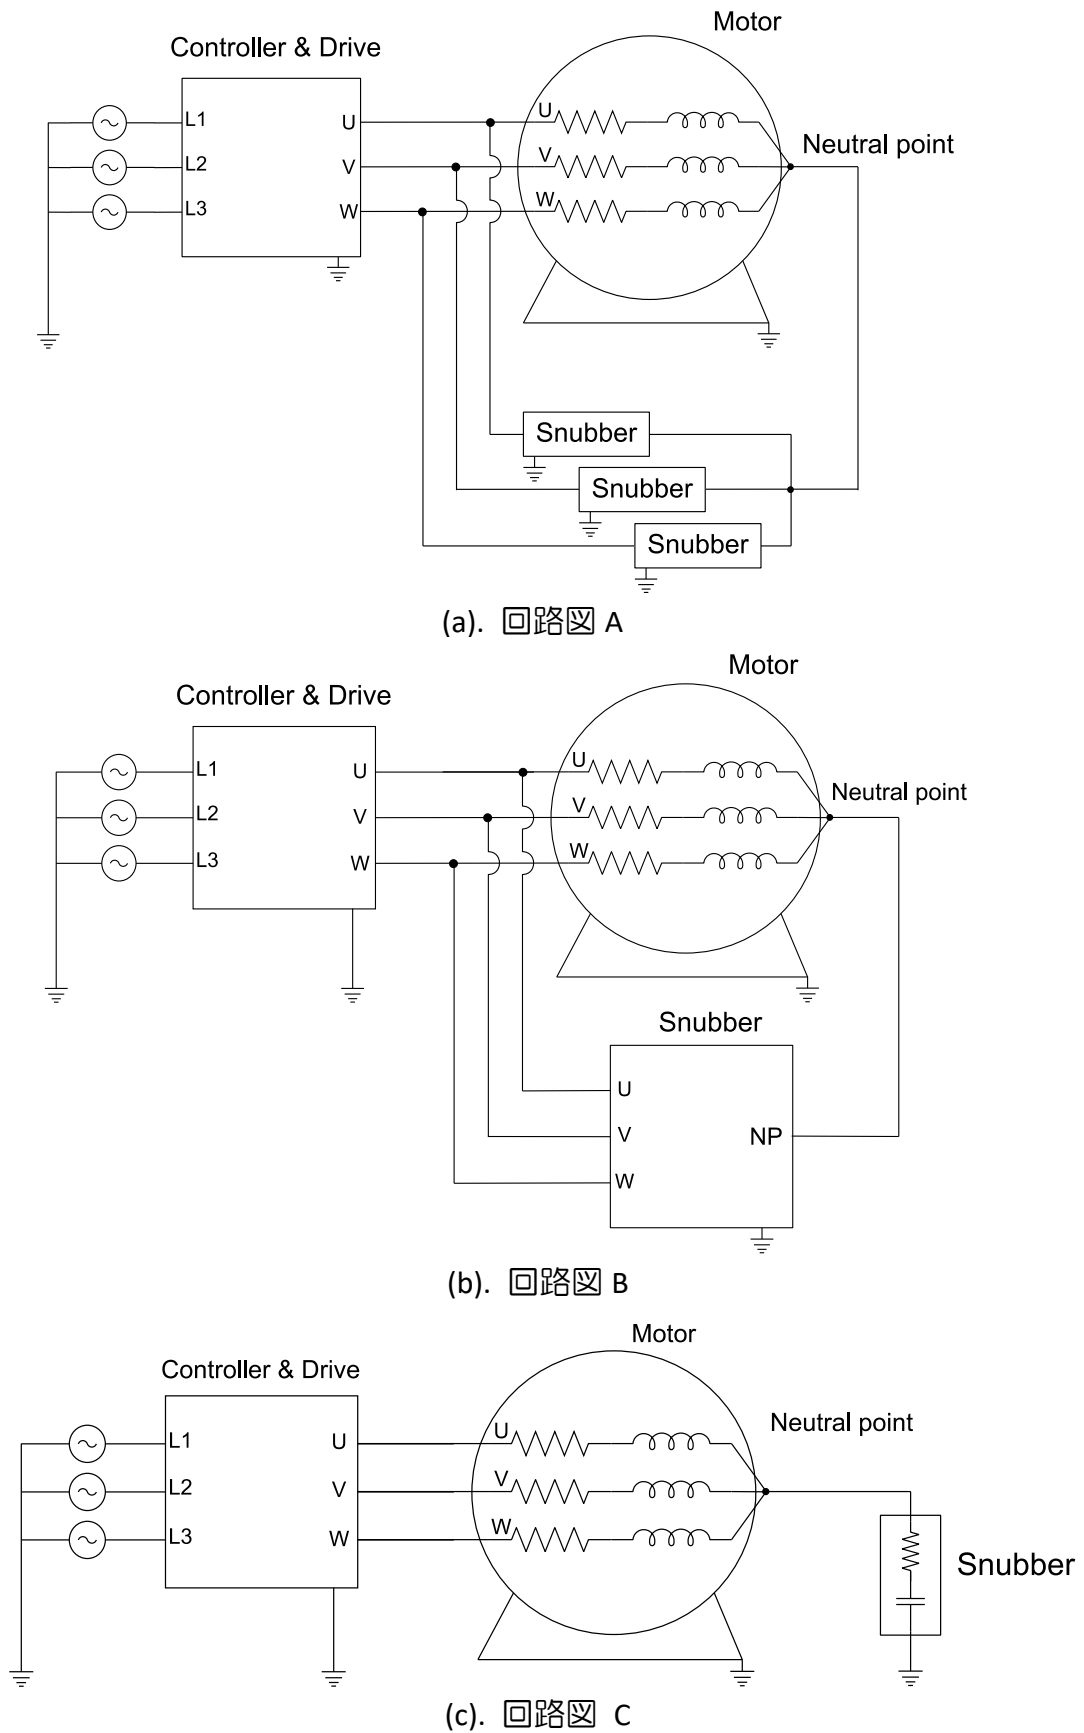 Motor
Controller & Drive
L1
L2
L3
U
V
W
U
V
W
Neutral point
Snubber
Snubber
Snubber
(a). 回路図 A
Motor
Controller & Drive
L1
L2
L3
U
V
W
U
V
W
Neutral point
Snubber
U
V
W
NP
(b). 回路図 B
Motor
Controller & Drive
L1
L2
L3
U
V
W
U
V
W
Neutral point
Snubber
(c). 回路図 C